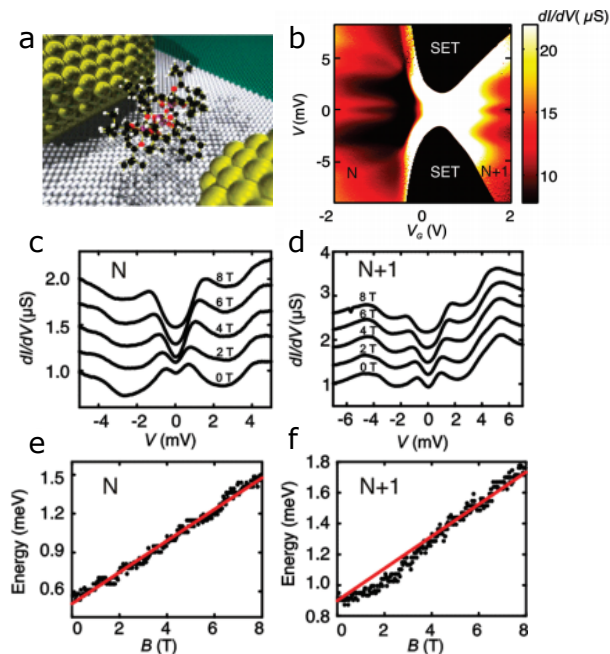 a
b
dI/dV( µS)
SET
SET
N
N+1
V (mV)
5
0
-5
-2
0
2
V_G (V)
20
15
10
c
N
8 T
6 T
4 T
2 T
0 T
dI/dV (µS)
2.0
1.5
1.0
-4 -2 0 2 4
V (mV)
d
N+1
8 T
6 T
4 T
2 T
0 T
dI/dV (µS)
4
3
2
1
-6 -4 -2 0 2 4 6
V (mV)
e
N
Energy (meV)
1.5
1.2
0.9
0.6
0 2 4 6 8
B (T)
f
N+1
Energy (meV)
1.8
1.6
1.4
1.2
1.0
0.8
0 2 4 6 8
B (T)